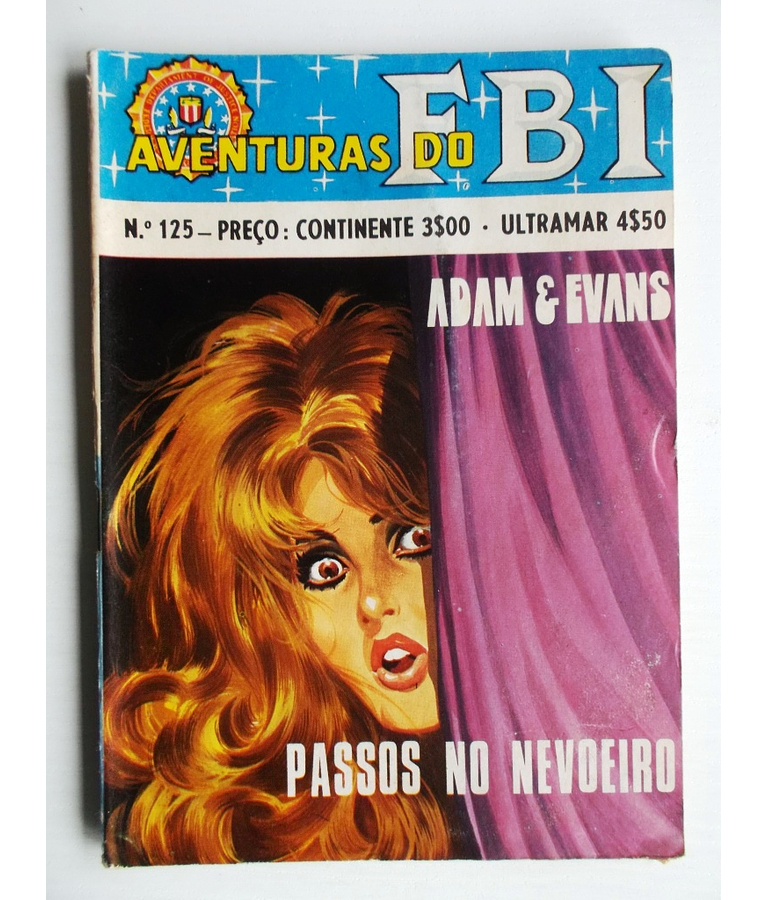 AVENTURAS DO FBI
N.º 125 — PREÇO: CONTINENTE 3$00 · ULTRAMAR 4$50
ADAM & EVANS
PASSOS NO NEVOEIRO